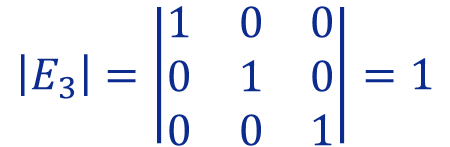 |E₃| = |1 0 0|
|0 1 0| = 1
|0 0 1|